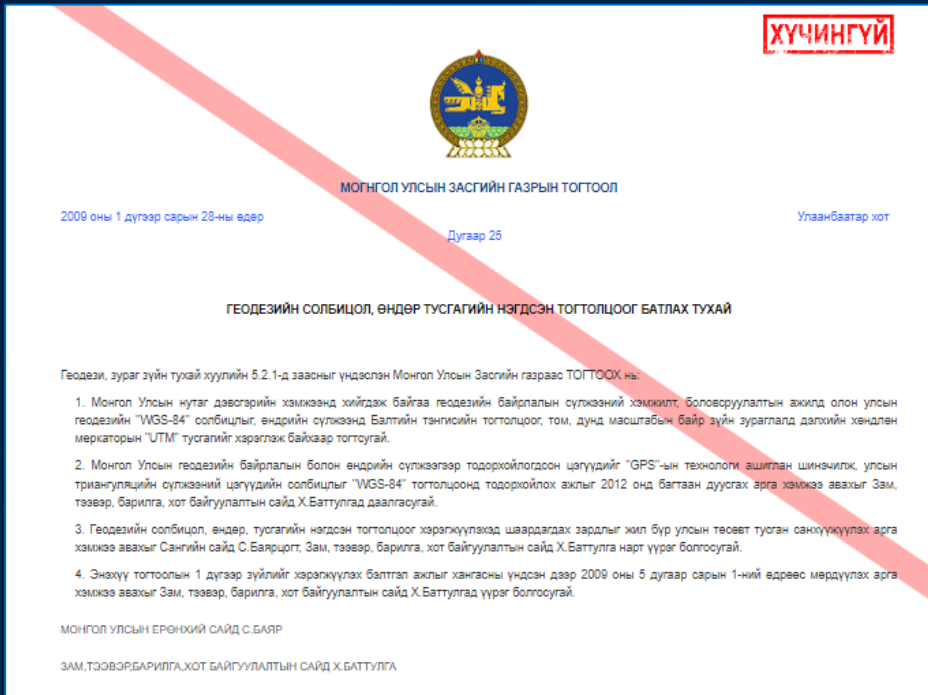 ХҮЧИНГҮЙ
МОГНГОЛ УЛСЫН ЗАСГИЙН ГАЗРЫН ТОГТООЛ
2009 оны 1 дүгээр сарын 28-ны өдөр
Улаанбаатар хот
Дугаар 25
ГЕОДЕЗИЙН СОЛБИЦОЛ, ӨНДӨР ТУСГАГИЙН НЭГДСЭН ТОГТОЛЦООГ БАТЛАХ ТУХАЙ
Геодези, зураг зүйн тухай хуулийн 5.2.1-д заасныг үндэслэн Монгол Улсын Засгийн газраас ТОГТООХ нь:
1. Монгол Улсын нутаг дэвсгэрийн хэмжээнд хийгдэж байгаа геодезийн байрлалын сүлжээний хэмжилт, боловсруулалтын ажилд олон улсын
геодезийн "WGS-84" солбицлыг, өндрийн сүлжээнд Балтийн тэнгисийн тогтолцоог, том, дунд масштабын байр зүйн зураглалд дэлхийн хөндлөн
меркаторын "UTM" тусагийг хэрэглэж байхаар тогтсугай.
2. Монгол Улсын геодезийн байрлалын болон өндрийн сүлжээгээр тодорхойлогдсон цэгүүдийг "GPS"-ын технологи ашиглан шинэчилж, улсын
триангуляцийн сүлжээний цэгүүдийн солбицлыг "WGS-84" тогтолцоонд тодорхойлох ажлыг 2012 онд багтаан дуусгах арга хэмжээ авахыг Зам,
тээвэр, барилга, хот байгуулалтын сайд Х.Баттулгад даалгасугай.
3. Геодезийн солбицол, өндөр, тусгагийн нэгдсэн тогтолцоог хэрэгжүүлэхэд шаардагдах зардлыг жил бүр улсын төсөвт тусган санхүүжүүлэх арга
хэмжээ авахыг Сангийн сайд С.Баярцогт, Зам, тээвэр, барилга, хот байгуулалтын сайд Х.Баттулга нарт үүрэг болгосугай.
4. Энэхүү тогтоолын 1 дүгээр зүйлийг хэрэгжүүлэх бэлтгэл ажлыг хангасны үндсэн дээр 2009 оны 5 дугаар сарын 1-ний өдрөөс мөрдүүлэх арга
хэмжээ авахыг Зам, тээвэр, барилга, хот байгуулалтын сайд Х.Баттулгад үүрэг болгосугай.
МОНГОЛ УЛСЫН ЕРӨНХИЙ САЙД С.БАЯР
ЗАМ,ТЭЭВЭР,БАРИЛГА,ХОТ БАЙГУУЛАЛТЫН САЙД Х.БАТТУЛГА